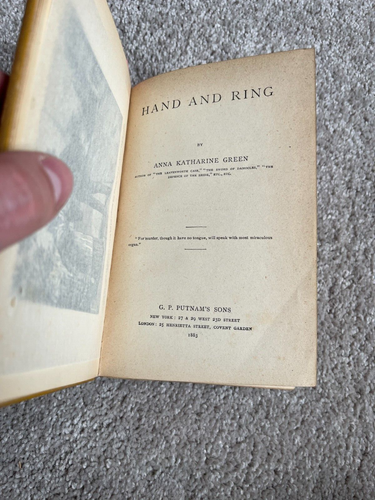 HAND AND RING
BY
ANNA KATHARINE GREEN
AUTHOR OF "THE LEAVENWORTH CASE," "THE SWORD OF DAMOCLES," "THE
DEFENCE OF THE BRIDE," ETC., ETC.
"For murder, though it have no tongue, will speak with most miraculous
organ."
G. P. PUTNAM'S SONS
NEW YORK: 27 & 29 WEST 23D STREET
LONDON: 25 HENRIETTA STREET, COVENT GARDEN
1883